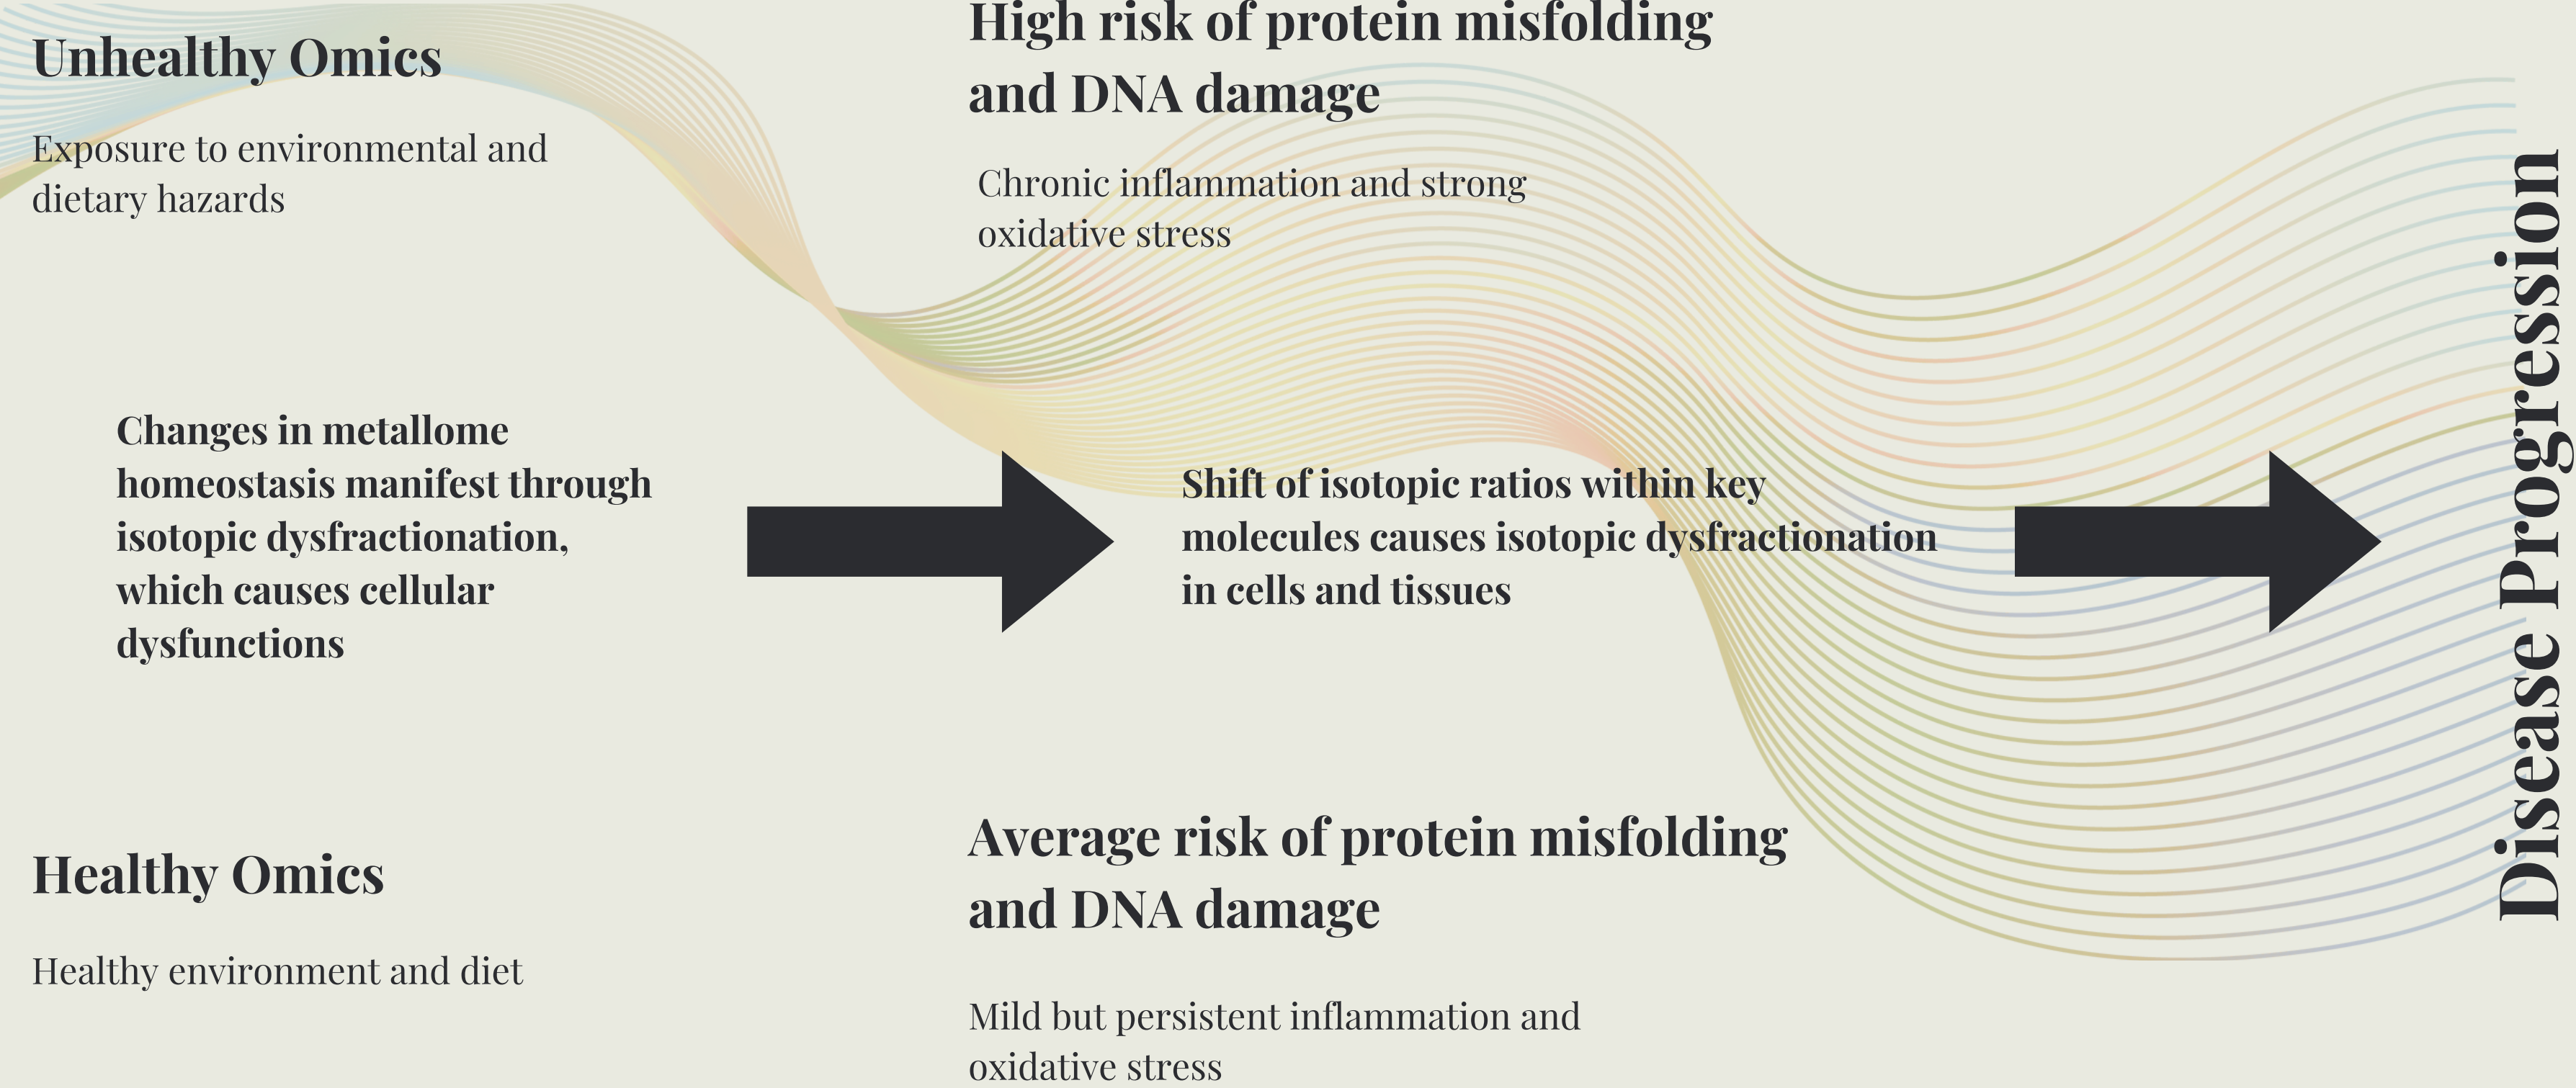 Unhealthy Omics
Exposure to environmental and
dietary hazards
High risk of protein misfolding
and DNA damage
Chronic inflammation and strong
oxidative stress
Changes in metallome
homeostasis manifest through
isotopic dysfractionation,
which causes cellular
dysfunctions
Shift of isotopic ratios within key
molecules causes isotopic dysfractionation
in cells and tissues
Disease Progression
Healthy Omics
Healthy environment and diet
Average risk of protein misfolding
and DNA damage
Mild but persistent inflammation and
oxidative stress